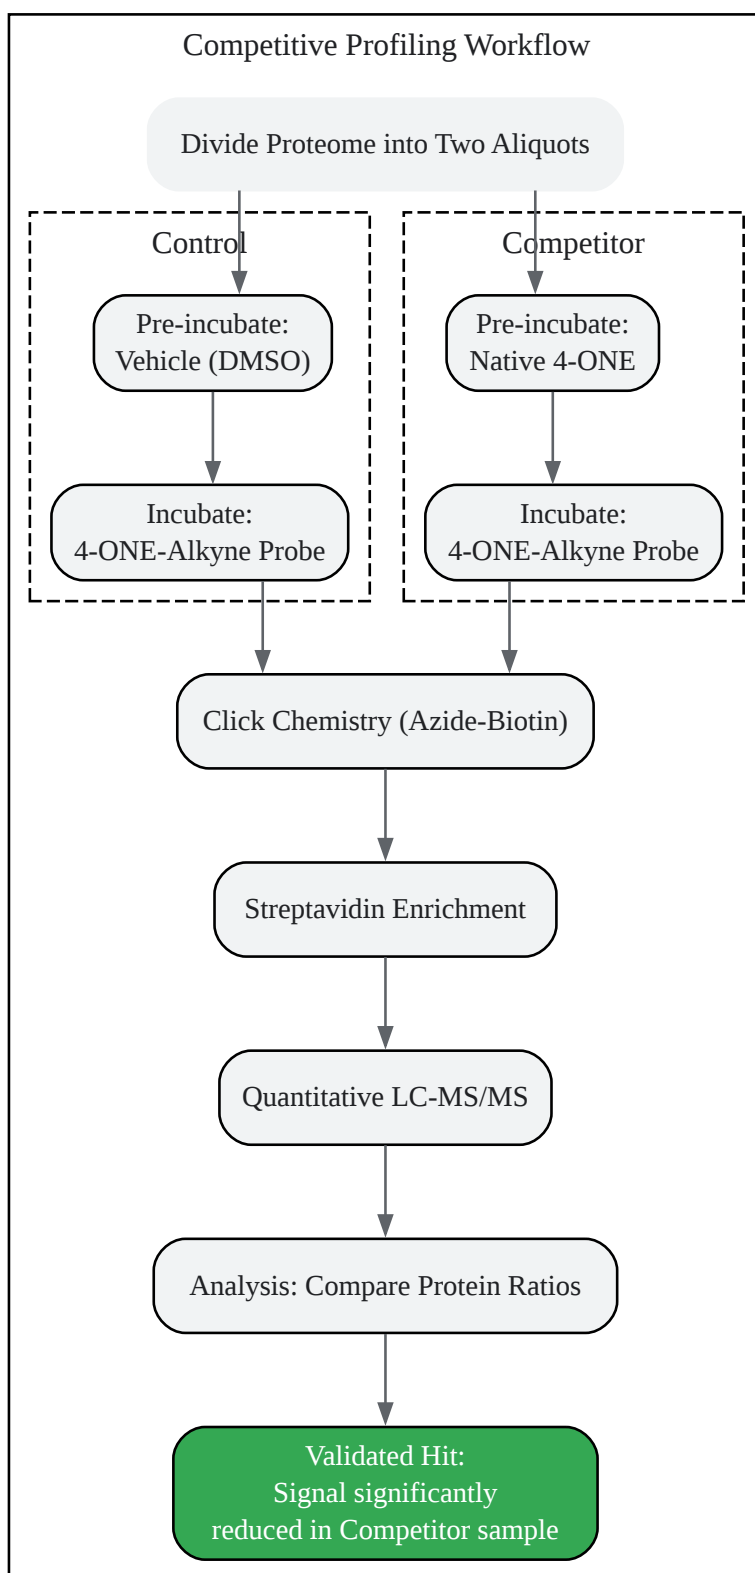 Competitive Profiling Workflow
Divide Proteome into Two Aliquots
Control
Pre-incubate:
Vehicle (DMSO)
Incubate:
4-ONE-Alkyne Probe
Competitor
Pre-incubate:
Native 4-ONE
Incubate:
4-ONE-Alkyne Probe
Click Chemistry (Azide-Biotin)
Streptavidin Enrichment
Quantitative LC-MS/MS
Analysis: Compare Protein Ratios
Validated Hit:
Signal significantly
reduced in Competitor sample